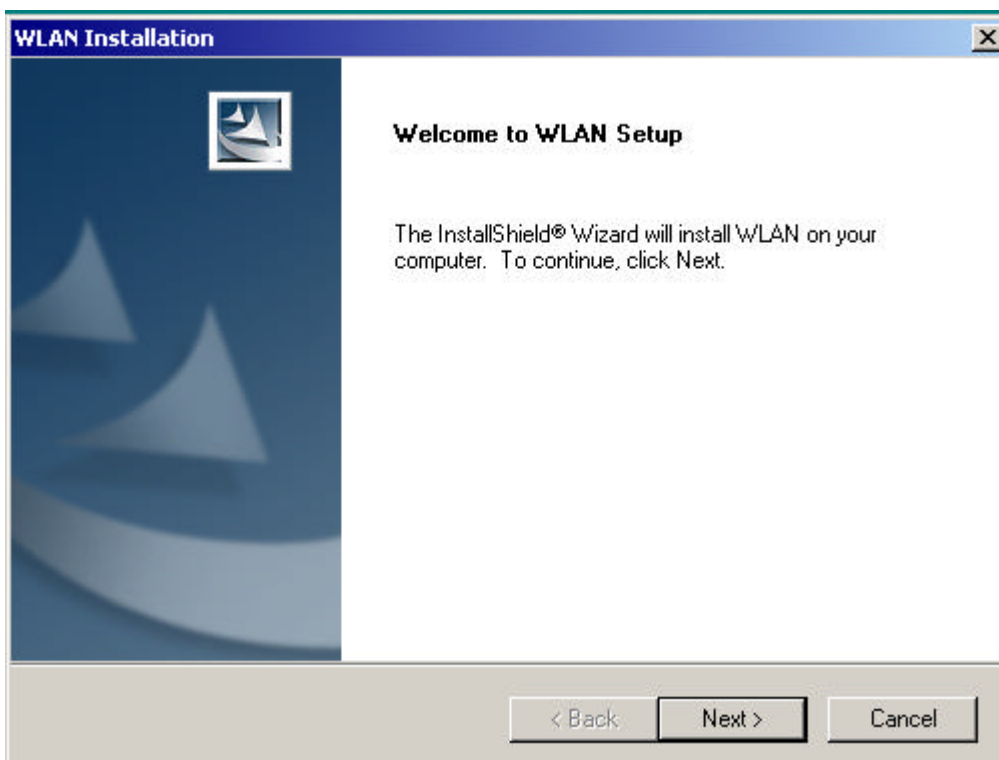 WLAN Installation
Welcome to WLAN Setup
The InstallShield® Wizard will install WLAN on your
computer. To continue, click Next.
< Back
Next >
Cancel